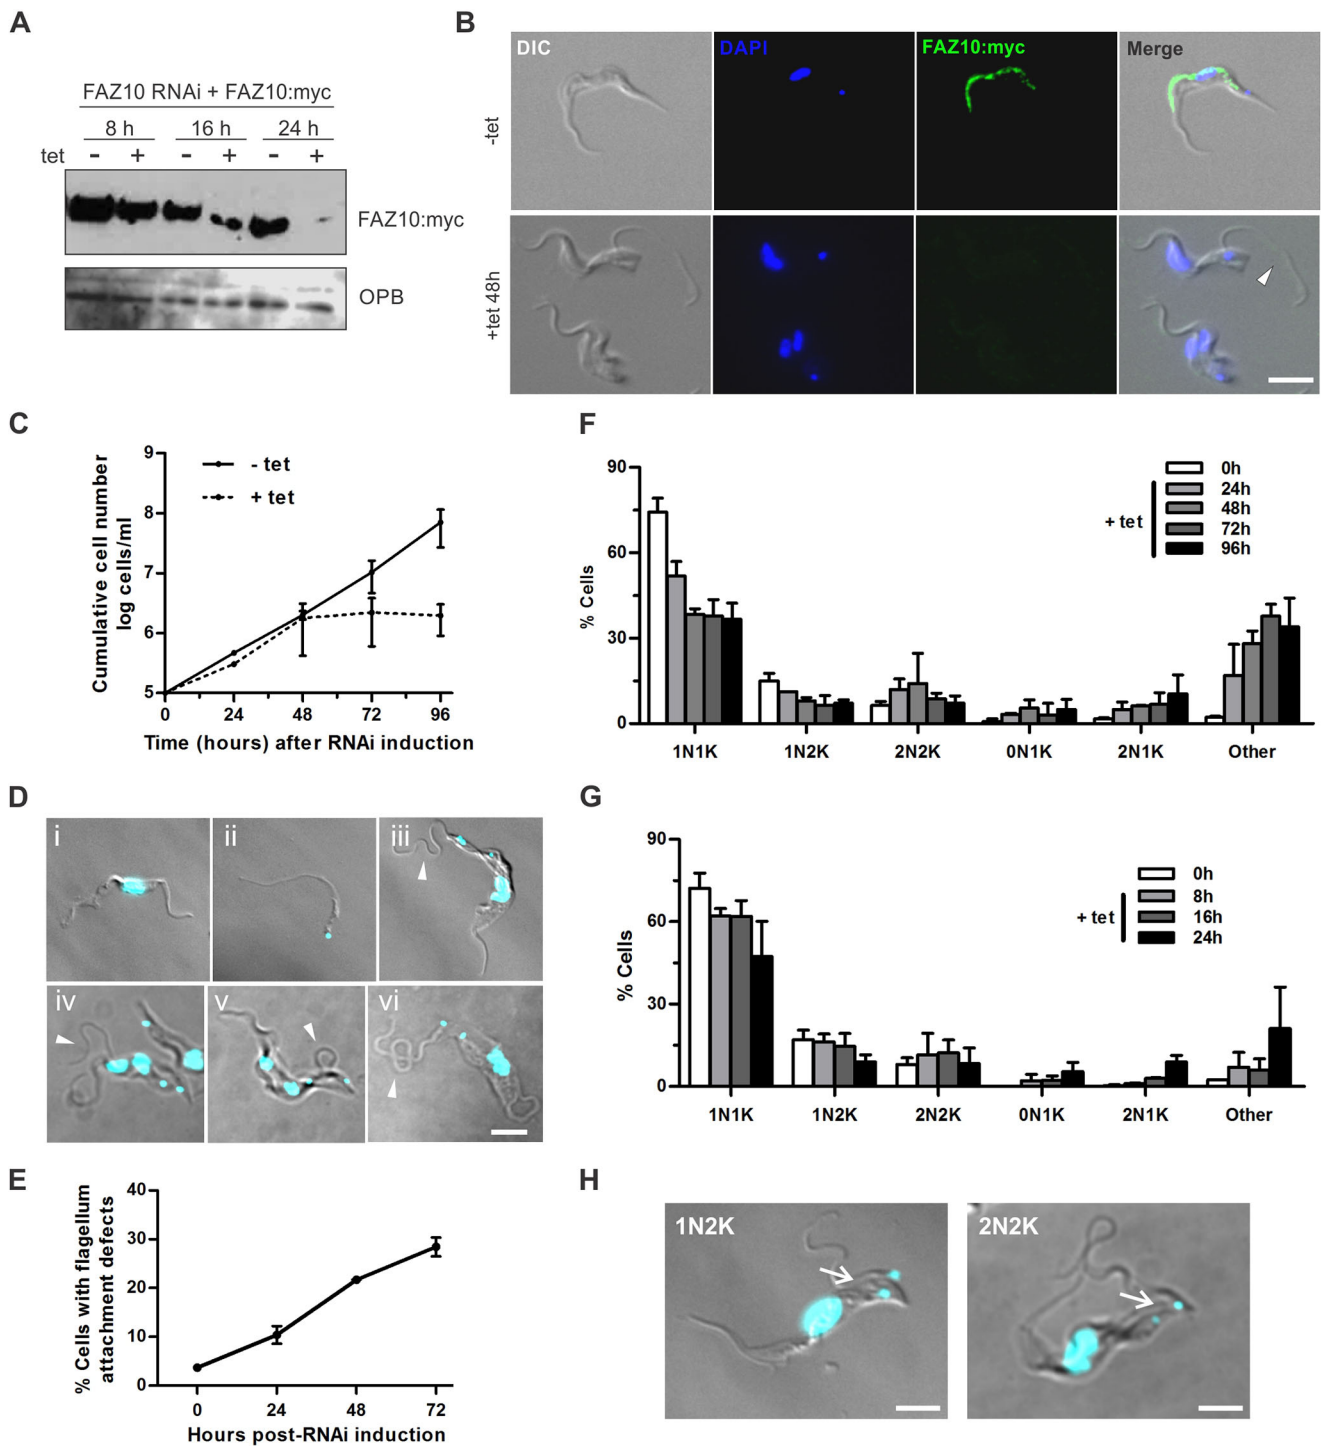 A
FAZ10 RNAi + FAZ10:myc
8 h 16 h 24 h
tet - + - + - +
FAZ10:myc
OPB
B
DIC DAPI FAZ10:myc Merge
-tet
+tet 48h
C
Cumulative cell number
log cells/ml
9
8
7
6
5
- tet
+ tet
0 24 48 72 96
Time (hours) after RNAi induction
F
% Cells
90
60
30
0
0h
24h
48h
72h
96h
+ tet
1N1K 1N2K 2N2K 0N1K 2N1K Other
D
i ii iii
iv v vi
G
% Cells
90
60
30
0
0h
8h
16h
24h
+ tet
1N1K 1N2K 2N2K 0N1K 2N1K Other
E
% Cells with flagellum
attachment defects
40
30
20
10
0
0 24 48 72
Hours post-RNAi induction
H
1N2K 2N2K